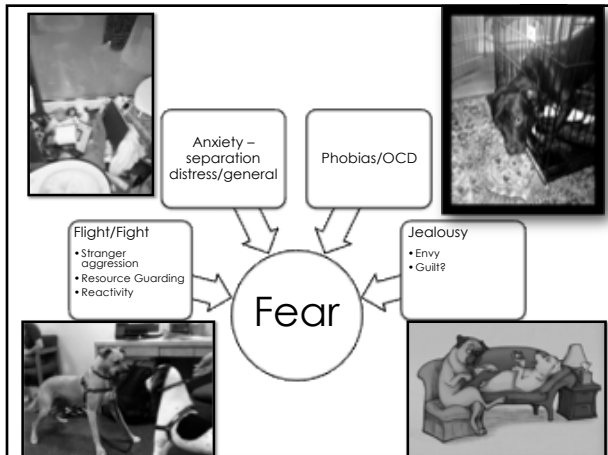 Anxiety –
separation
distress/general
Phobias/OCD
Flight/Fight
• Stranger
aggression
• Resource Guarding
• Reactivity
Jealousy
• Envy
• Guilt?
Fear